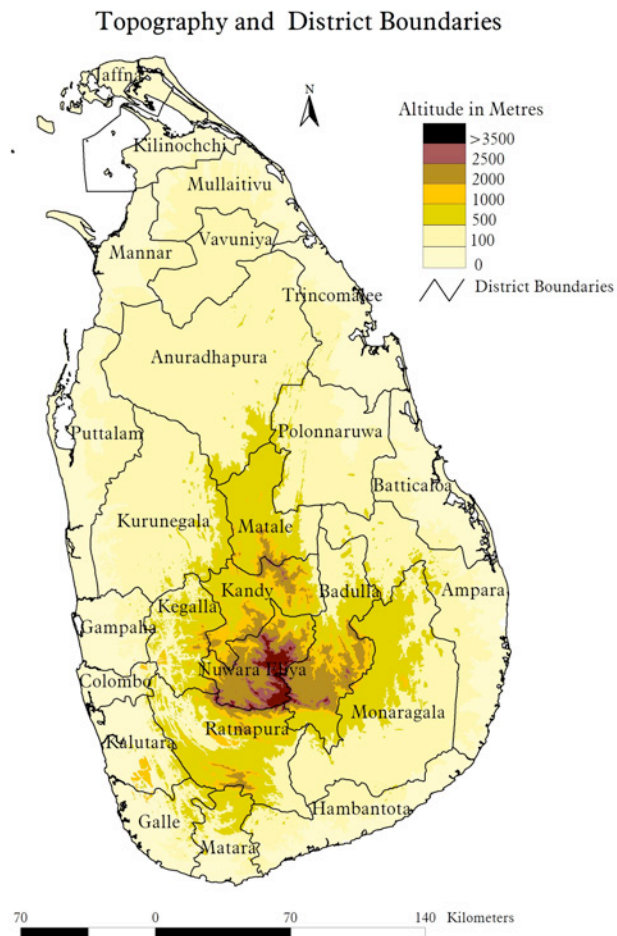 Topography and District Boundaries
Jaffna
N
Altitude in Metres
>3500
2500
2000
1000
500
100
0
District Boundaries
Kilinochchi
Mullaitivu
Vavuniya
Mannar
Trincomalee
Anuradhapura
Puttalam
Polonnaruwa
Batticaloa
Kurunegala
Matale
Kandy
Badulla
Ampara
Kegalla
Gampaha
Nuwara Eliya
Colombo
Monaragala
Ratnapura
Kalutara
Hambantota
Galle
Matara
70 0 70 140 Kilometers